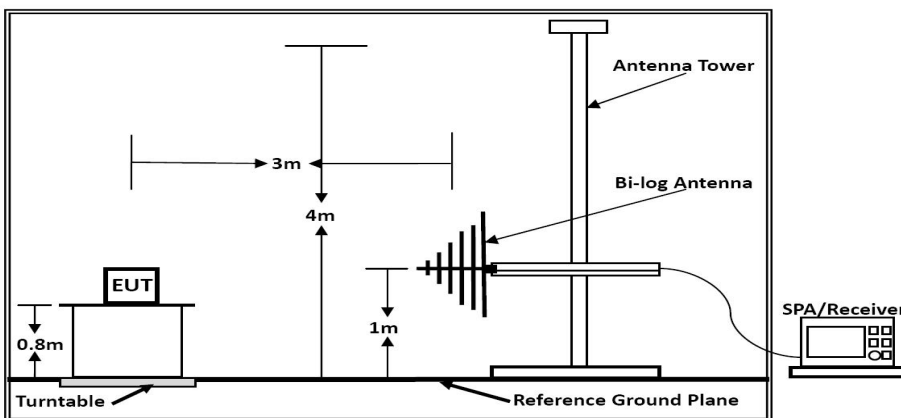 Antenna Tower
3m
Bi-log Antenna
4m
EUT
SPA/Receiver
1m
0.8m
Turntable
Reference Ground Plane